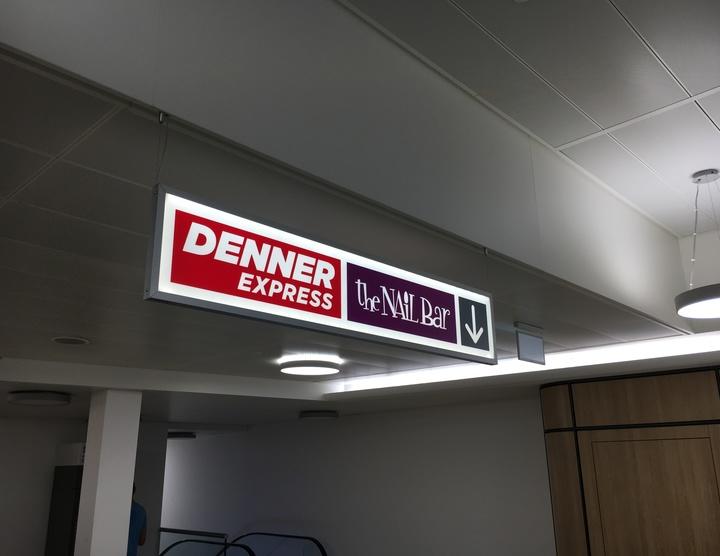 DENNER
EXPRESS
the NAiL Bar